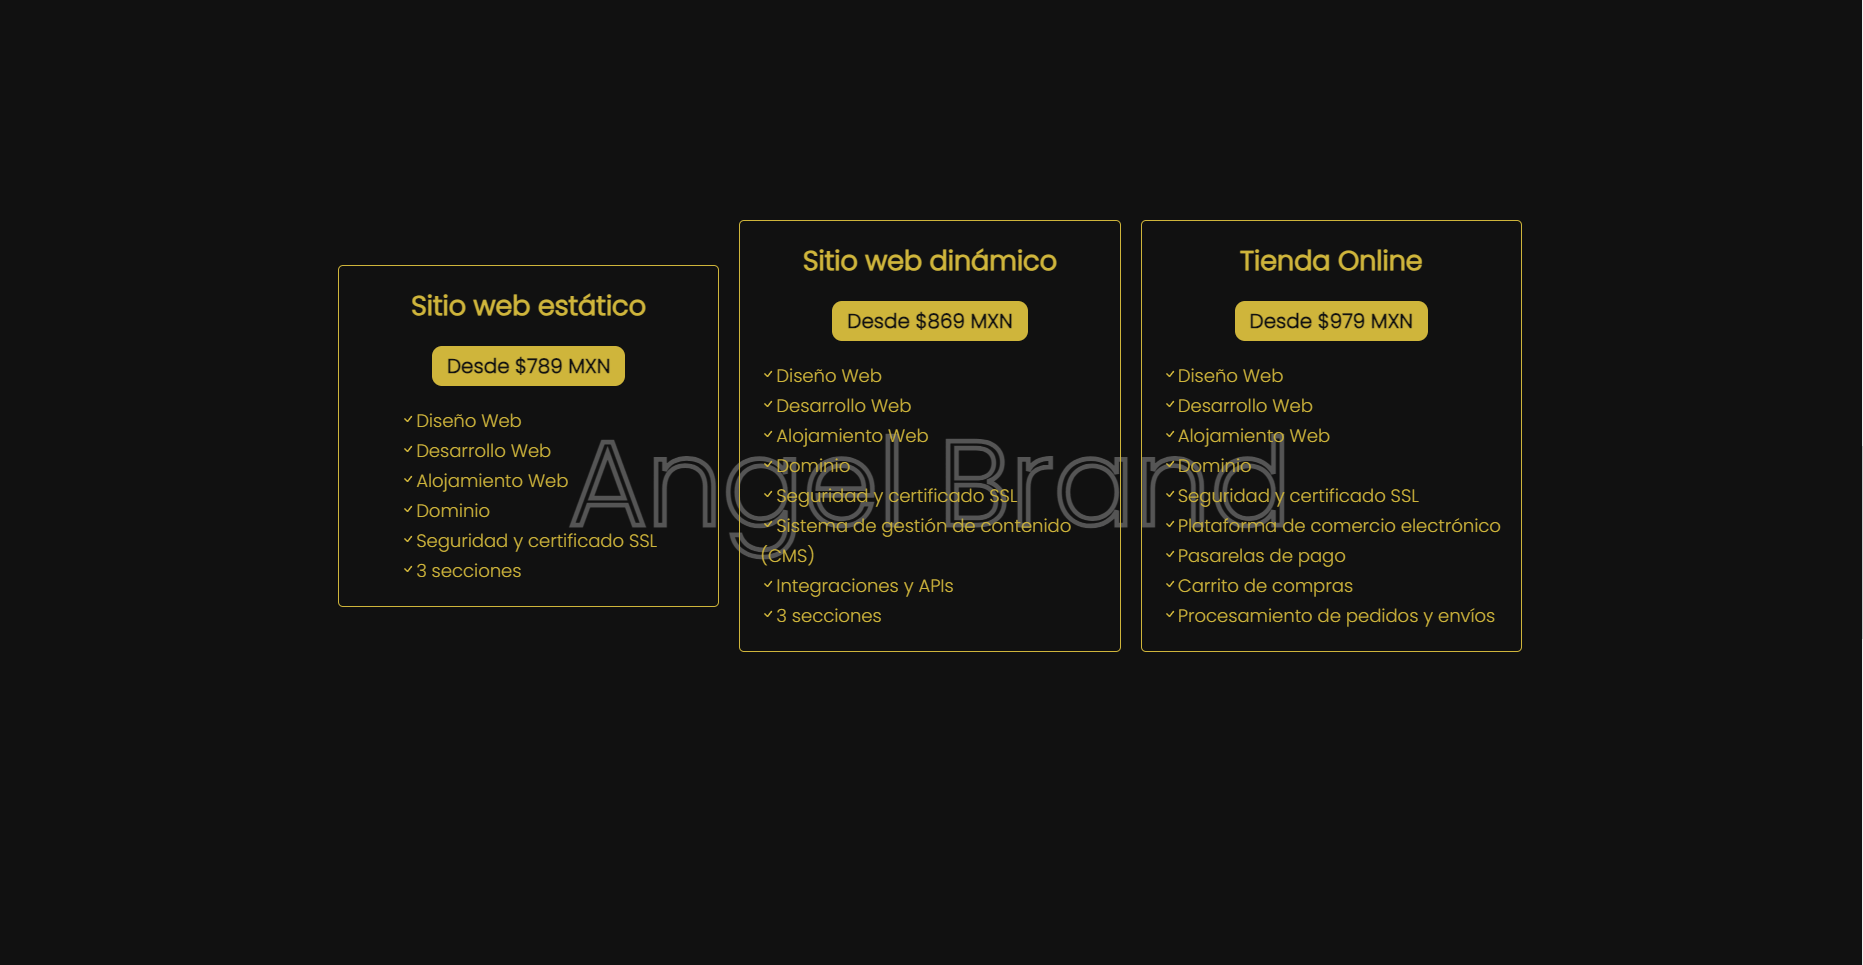 Sitio web estático
Desde $789 MXN
Diseño Web
Desarrollo Web
Alojamiento Web
Dominio
Seguridad y certificado SSL
3 secciones
Sitio web dinámico
Desde $869 MXN
Diseño Web
Desarrollo Web
Alojamiento Web
Dominio
Seguridad y certificado SSL
Sistema de gestión de contenido
(CMS)
Integraciones y APIs
3 secciones
Tienda Online
Desde $979 MXN
Diseño Web
Desarrollo Web
Alojamiento Web
Dominio
Seguridad y certificado SSL
Plataforma de comercio electrónico
Pasarelas de pago
Carrito de compras
Procesamiento de pedidos y envíos
Angel Brand